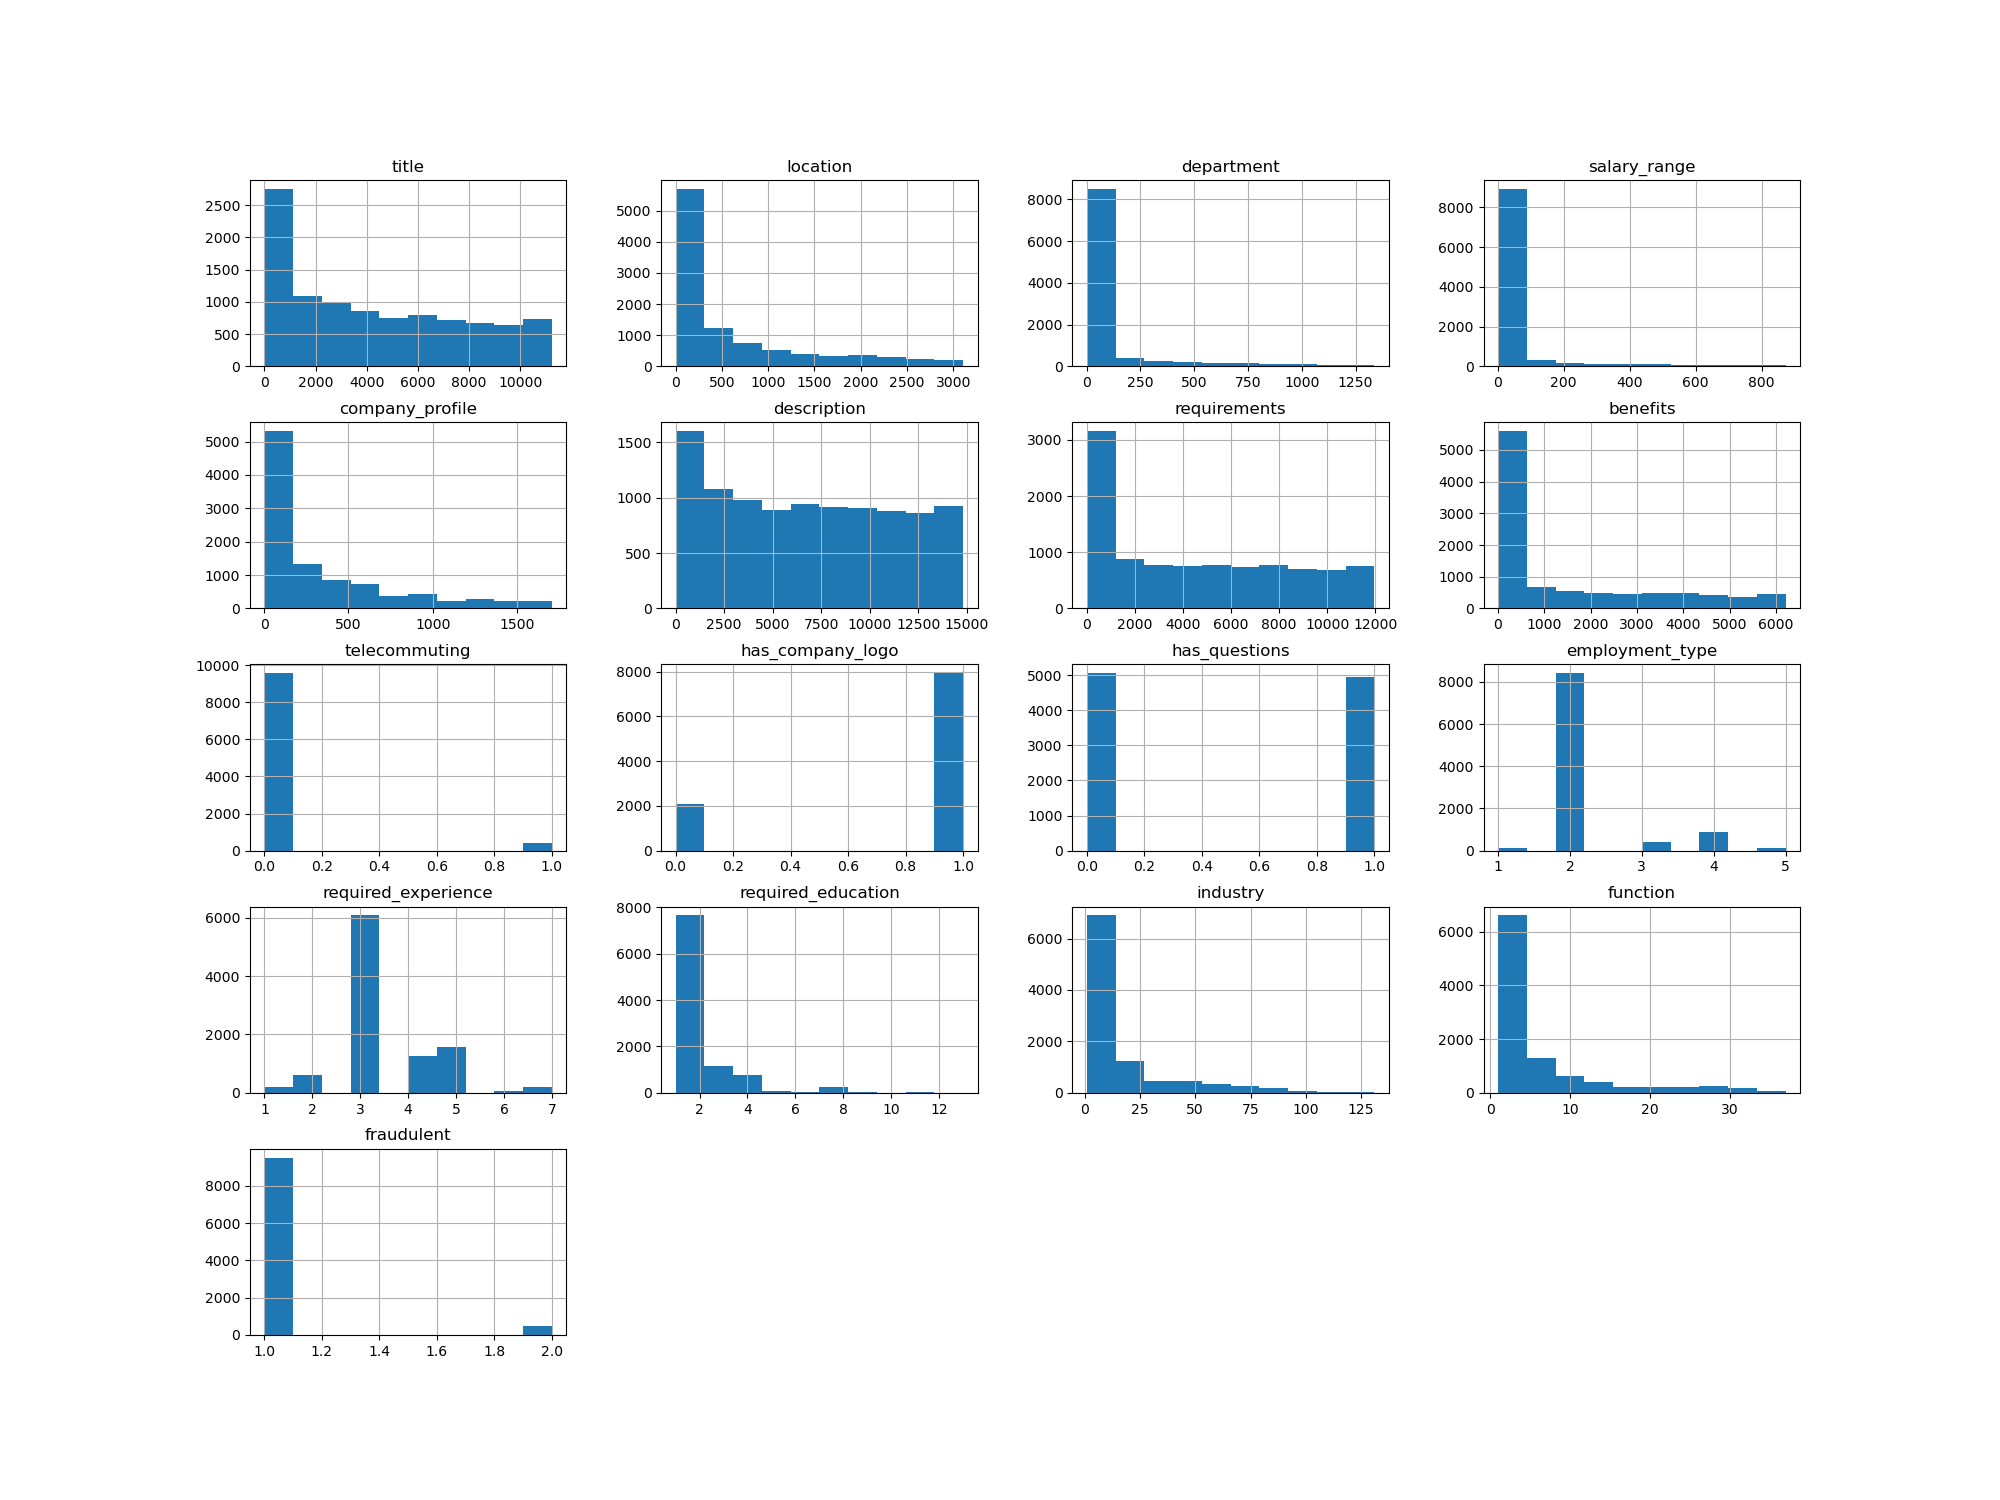 title location department salary_range
2500 2000 1500 1000 500 0
0 2000 4000 6000 8000 10000
5000 4000 3000 2000 1000 0
0 500 1000 1500 2000 2500 3000
8000 6000 4000 2000 0
0 250 500 750 1000 1250
8000 6000 4000 2000 0
0 200 400 600 800
company_profile description requirements benefits
5000 4000 3000 2000 1000 0
0 500 1000 1500
1500 1000 500 0
0 2500 5000 7500 10000 12500 15000
3000 2000 1000 0
0 2000 4000 6000 8000 10000 12000
5000 4000 3000 2000 1000 0
0 1000 2000 3000 4000 5000 6000
telecommuting has_company_logo has_questions employment_type
10000 8000 6000 4000 2000 0
0.0 0.2 0.4 0.6 0.8 1.0
8000 6000 4000 2000 0
0.0 0.2 0.4 0.6 0.8 1.0
5000 4000 3000 2000 1000 0
0.0 0.2 0.4 0.6 0.8 1.0
8000 6000 4000 2000 0
1 2 3 4 5
required_experience required_education industry function
6000 4000 2000 0
1 2 3 4 5 6 7
8000 6000 4000 2000 0
2 4 6 8 10 12
6000 4000 2000 0
0 25 50 75 100 125
6000 4000 2000 0
0 10 20 30
fraudulent
8000 6000 4000 2000 0
1.0 1.2 1.4 1.6 1.8 2.0